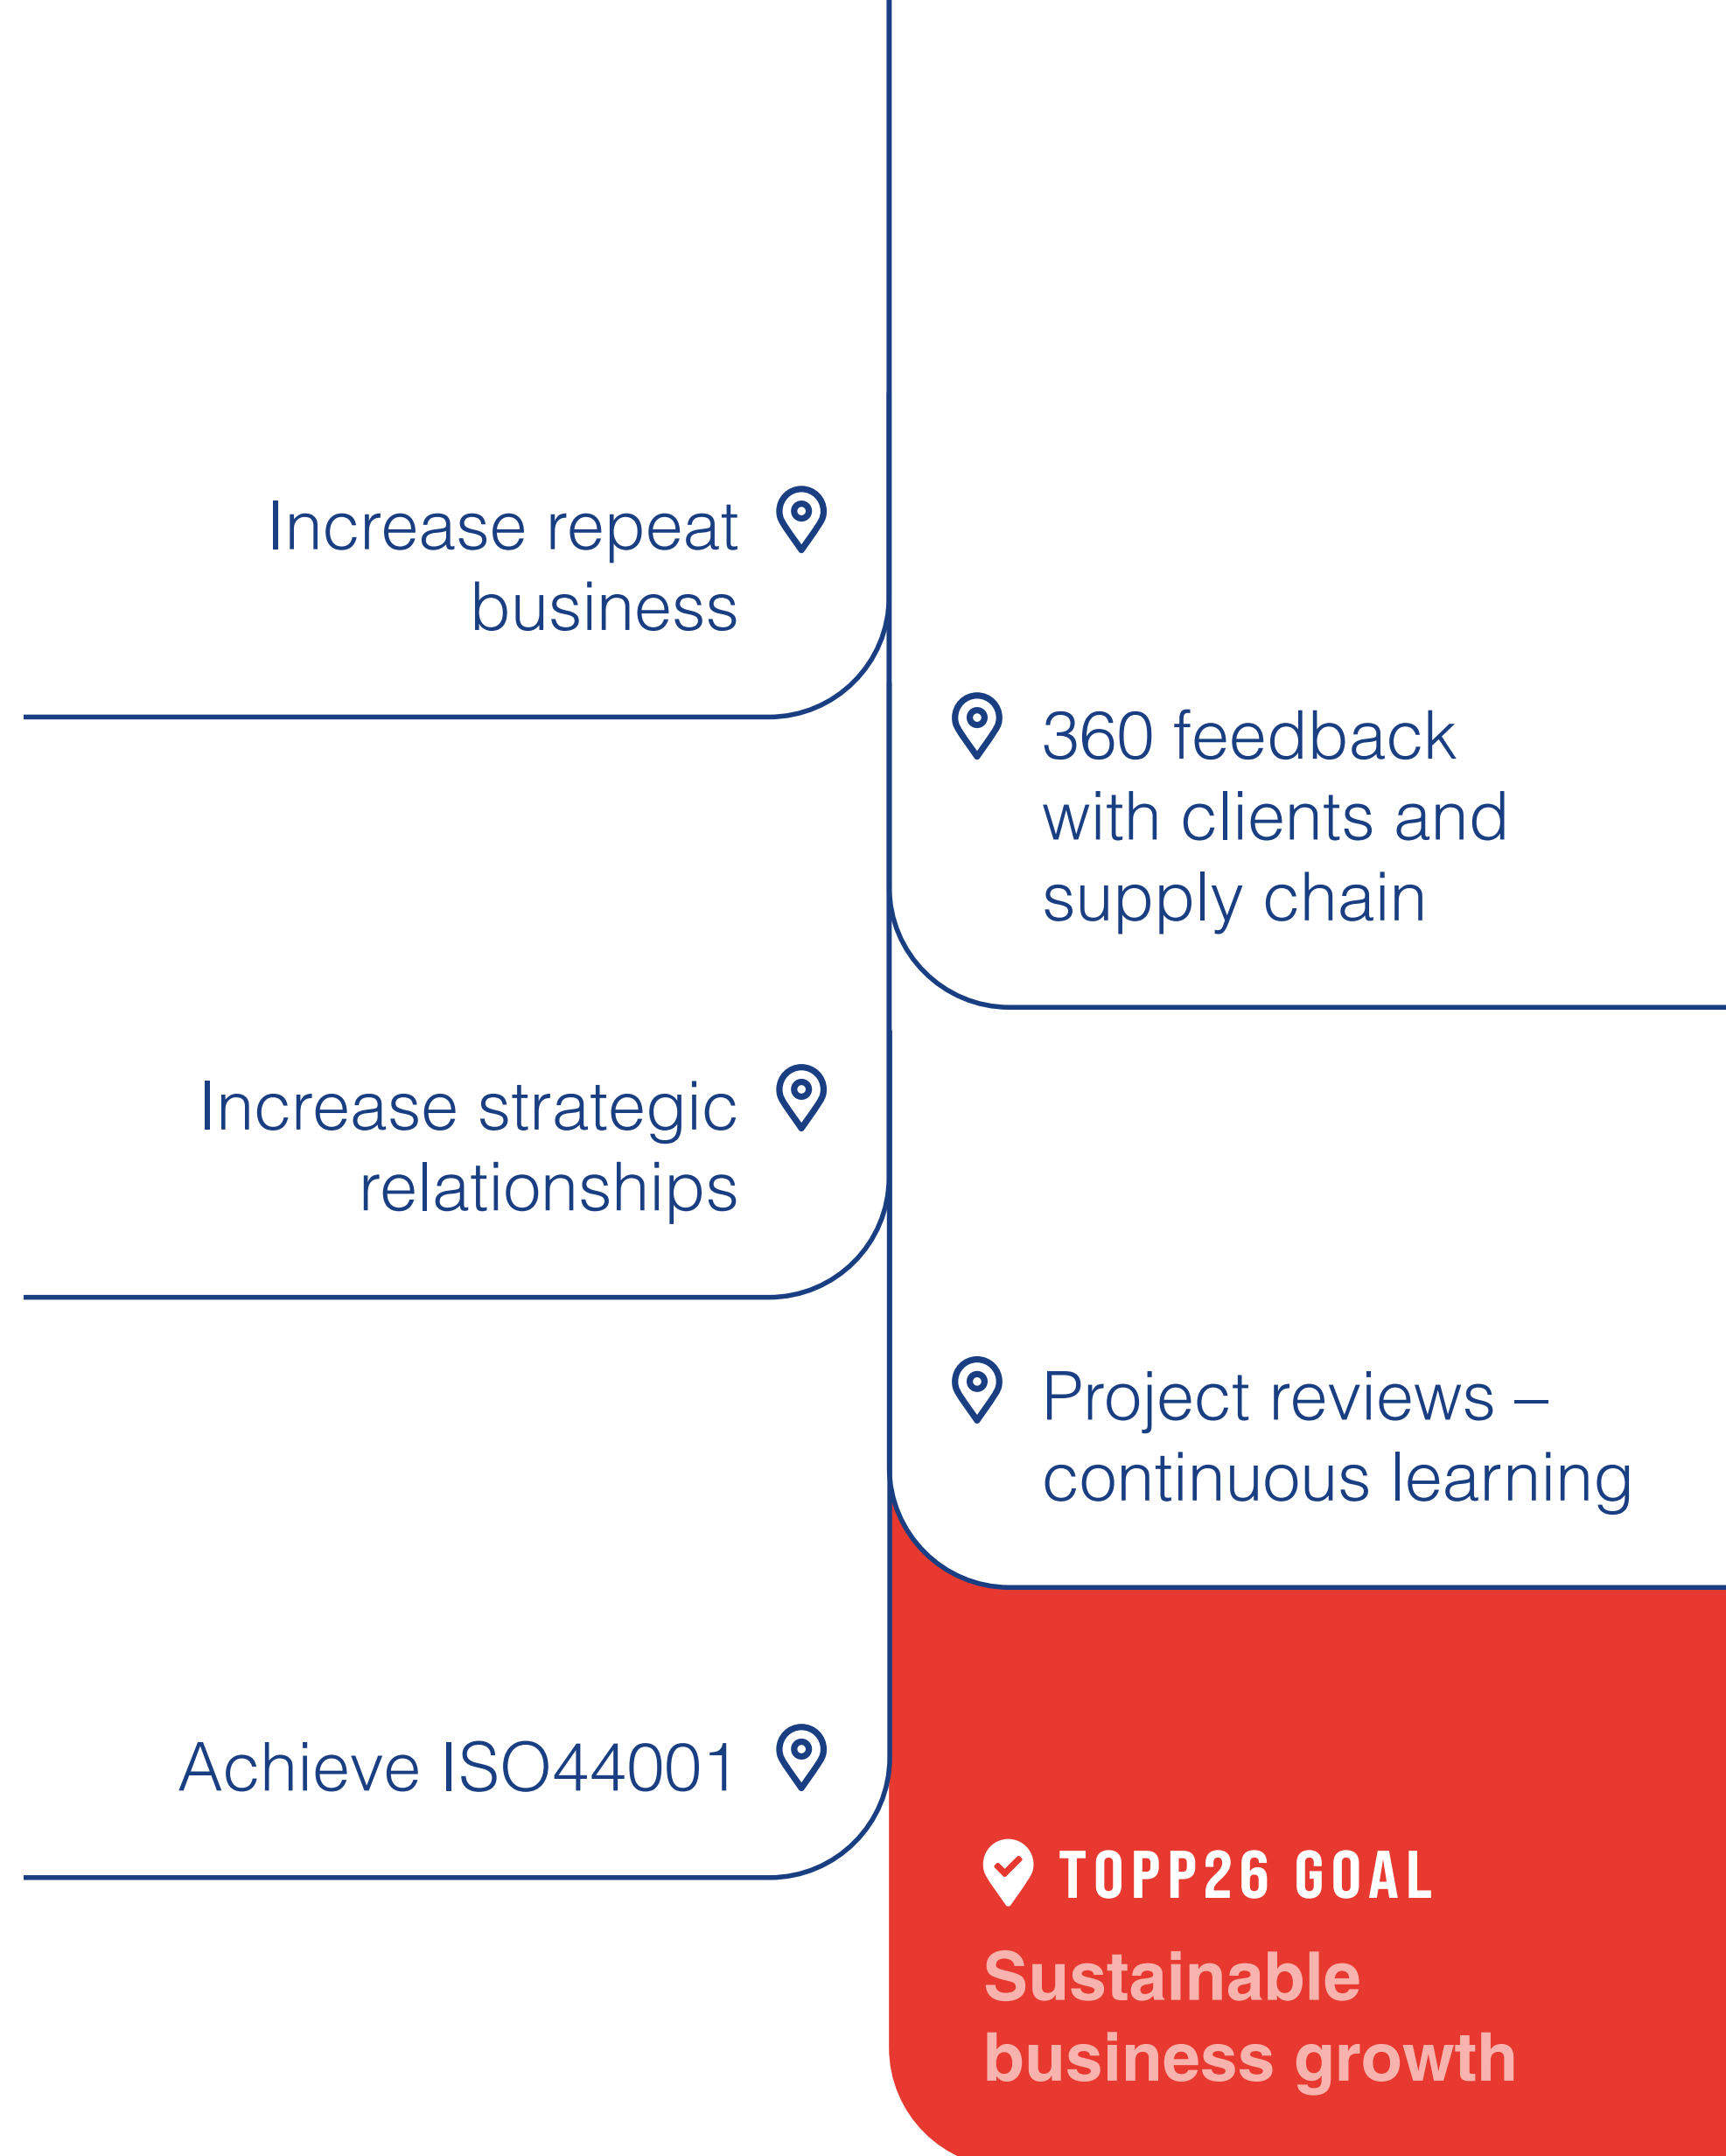 Increase repeat
business
360 feedback
with clients and
supply chain
Increase strategic
relationships
Project reviews –
continuous learning
Achieve ISO44001
TOPP26 GOAL
Sustainable
business growth